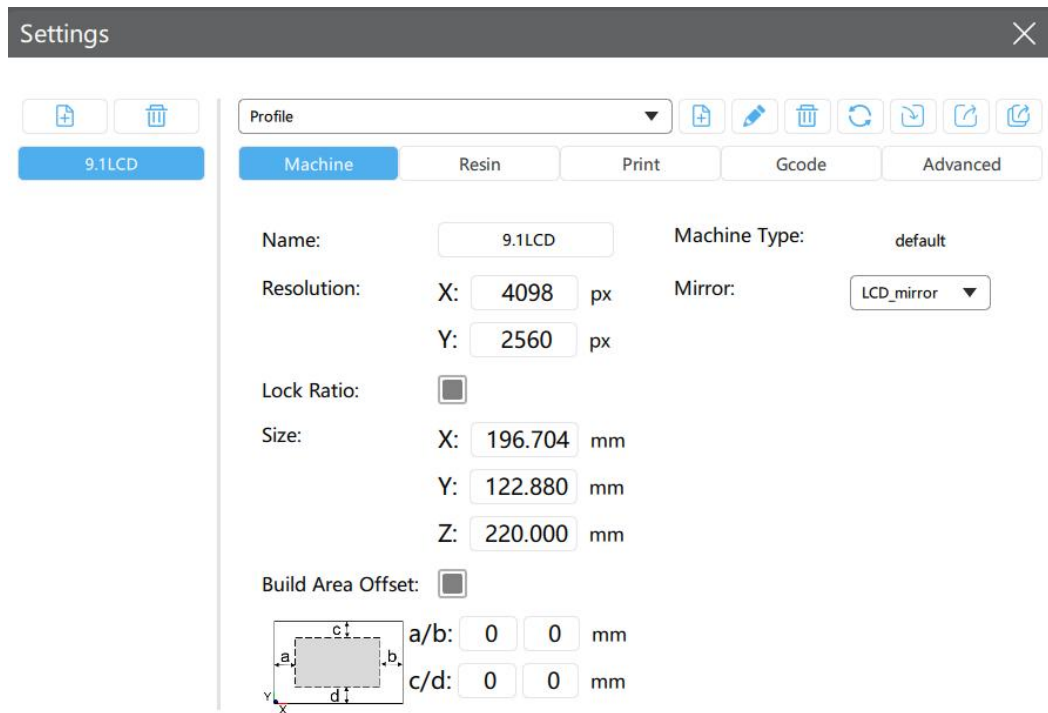 Settings
Profile
9.1LCD
Machine Resin Print Gcode Advanced
Name: 9.1LCD Machine Type: default
Resolution: X: 4098 px Mirror: LCD_mirror
Y: 2560 px
Lock Ratio:
Size: X: 196.704 mm
Y: 122.880 mm
Z: 220.000 mm
Build Area Offset:
a/b: 0 0 mm
c/d: 0 0 mm
c
a b
d
Y
X